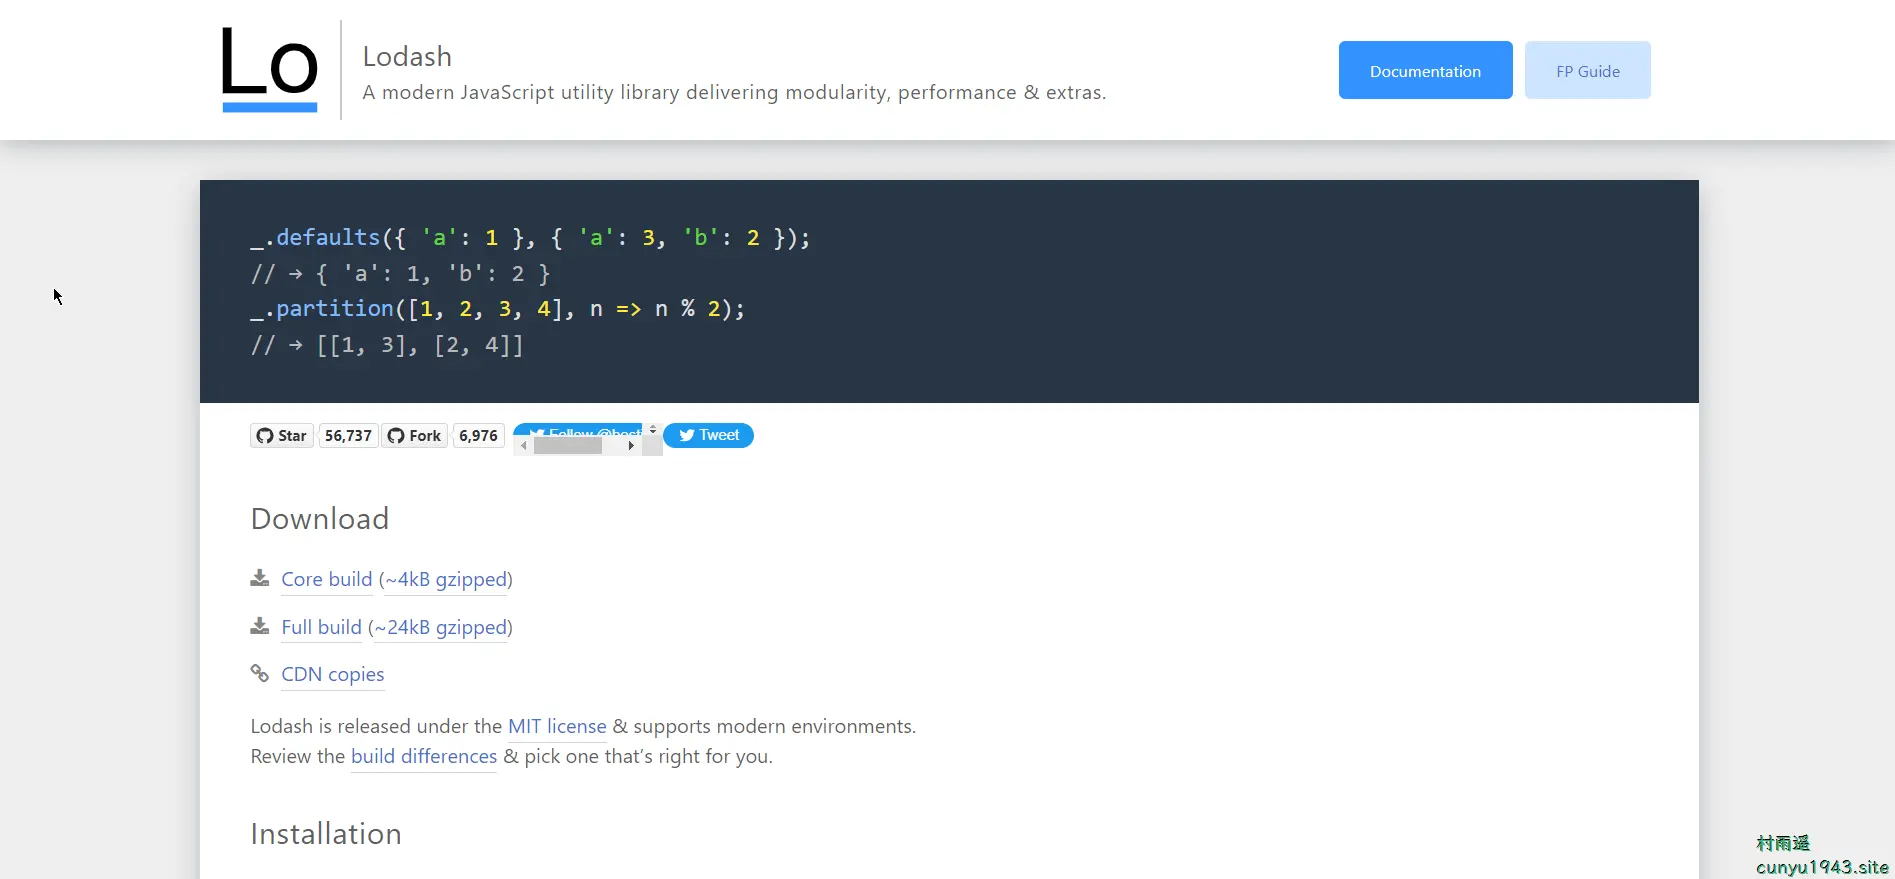 Lo
Lodash
A modern JavaScript utility library delivering modularity, performance & extras.
Documentation
FP Guide
_.defaults({ 'a': 1 }, { 'a': 3, 'b': 2 });
// → { 'a': 1, 'b': 2 }
_.partition([1, 2, 3, 4], n => n % 2);
// → [[1, 3], [2, 4]]
Star 56,737 Fork 6,976 Follow Tweet
Download
Core build (~4kB gzipped)
Full build (~24kB gzipped)
CDN copies
Lodash is released under the MIT license & supports modern environments.
Review the build differences & pick one that’s right for you.
Installation
村雨遥
cunyu1943.site